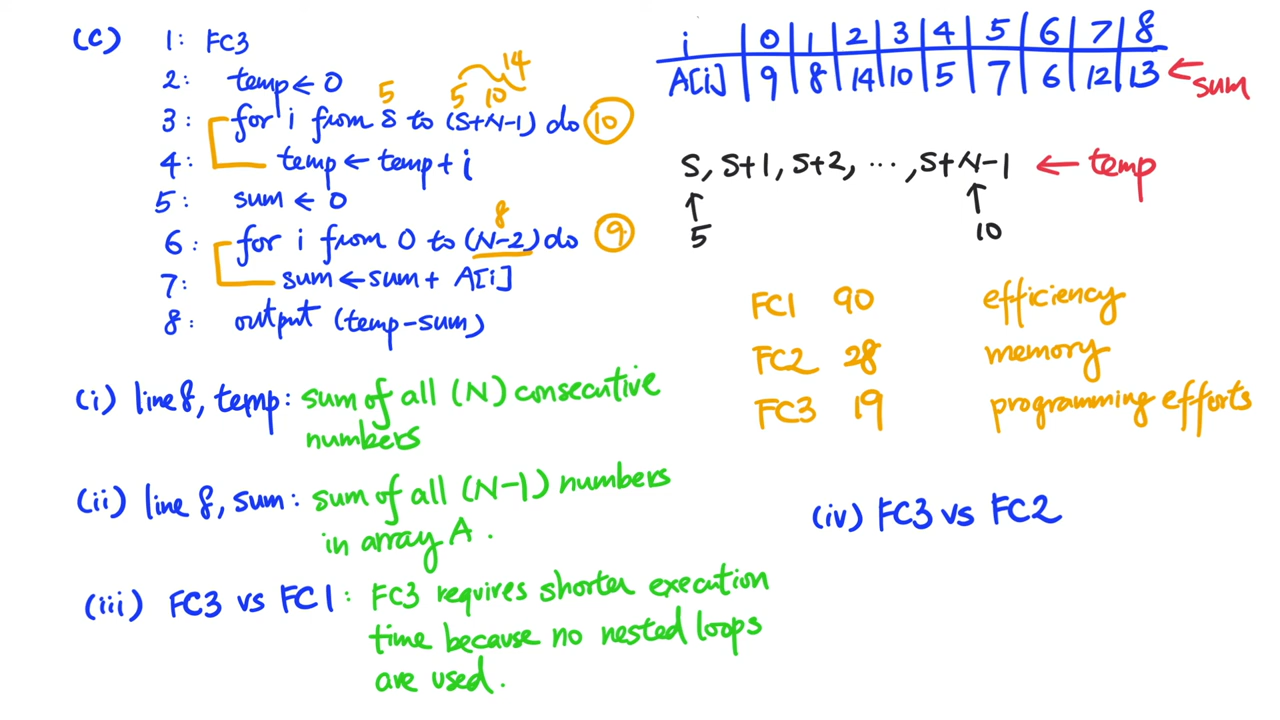 (c) 1: FC3
2: temp ← 0
5 5 10 14
3: for i from S to (S+N-1) do 10
4: temp ← temp + i
5: sum ← 0
8
6: for i from 0 to (N-2) do 9
7: sum ← sum + A[i]
8: output (temp-sum)
i 0 1 2 3 4 5 6 7 8
A[i] 9 8 14 10 5 7 6 12 13 ← sum
S, S+1, S+2, ..., S+N-1 ← temp
↑ ↑
5 10
FC1 90 efficiency
FC2 28 memory
FC3 19 programming efforts
(i) line 8, temp: sum of all (N) consecutive
numbers
(ii) line 8, sum: sum of all (N-1) numbers
in array A.
(iii) FC3 vs FC1: FC3 requires shorter execution
time because no nested loops
are used.
(iv) FC3 vs FC2